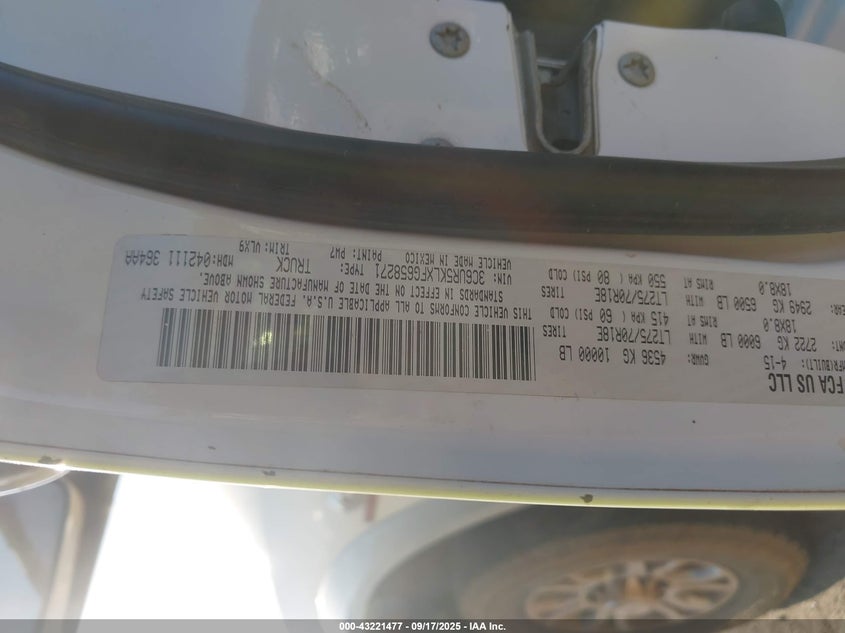 FCA US LLC
FR(BUILT): 4-15 GVWR: 4536 KG 10000 LB
ONT: 2722 KG 6000 LB WITH LT275/70R18E TIRES
18X8.0 RIMS AT 415 KPA ( 60 PSI) COLD
EAR: 2949 KG 6500 LB WITH LT275/70R18E TIRES
18X8.0 RIMS AT 550 KPA ( 80 PSI) COLD
THIS VEHICLE CONFORMS TO ALL APPLICABLE U.S.A. FEDERAL MOTOR VEHICLE SAFETY
STANDARDS IN EFFECT ON THE DATE OF MANUFACTURE SHOWN ABOVE.
VIN: 3C6UR5KLXFG658271 TYPE: TRUCK MDH:042111 364AA
VEHICLE MADE IN MEXICO PAINT: PW7 TRIM: VLX9
000-43221477 - 09/17/2025 - IAA Inc.